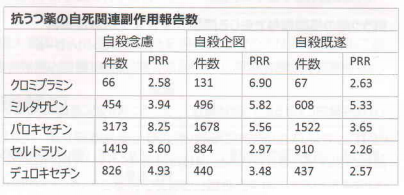 抗うつ薬の自死関連副作用報告数
自殺念慮 自殺企図 自殺既遂
件数 PRR 件数 PRR 件数 PRR
クロミプラミン 66 2.58 131 6.90 67 2.63
ミルタザピン 454 3.94 496 5.82 608 5.33
パロキセチン 3173 8.25 1678 5.56 1522 3.65
セルトラリン 1419 3.60 884 2.97 910 2.26
デュロキセチン 826 4.93 440 3.48 437 2.57